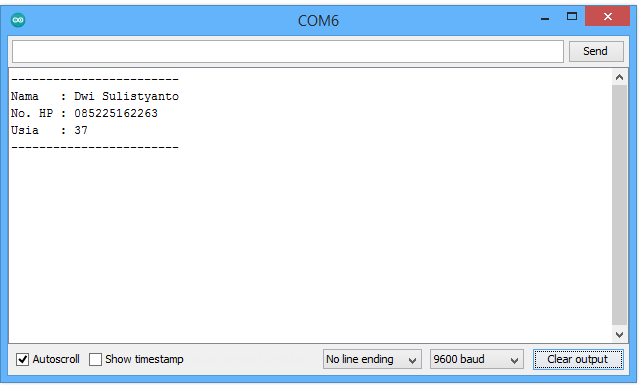 COM6
Send
------------------------
Nama   : Dwi Sulistyanto
No. HP : 085225162263
Usia   : 37
------------------------
Autoscroll Show timestamp No line ending 9600 baud Clear output